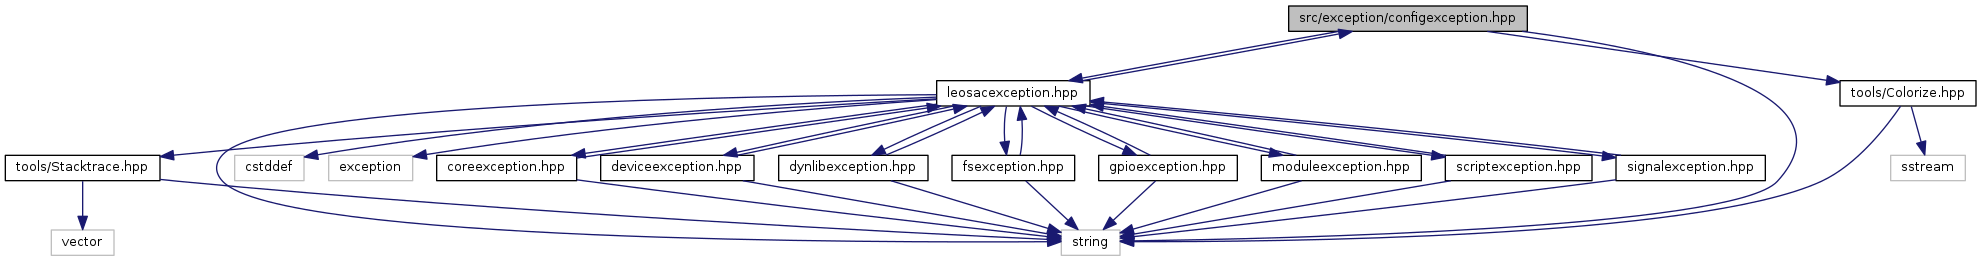 src/exception/configexception.hpp
leosacexception.hpp
tools/Colorize.hpp
tools/Stacktrace.hpp
cstddef
exception
coreexception.hpp
deviceexception.hpp
dynlibexception.hpp
fsexception.hpp
gpioexception.hpp
moduleexception.hpp
scriptexception.hpp
signalexception.hpp
sstream
vector
string